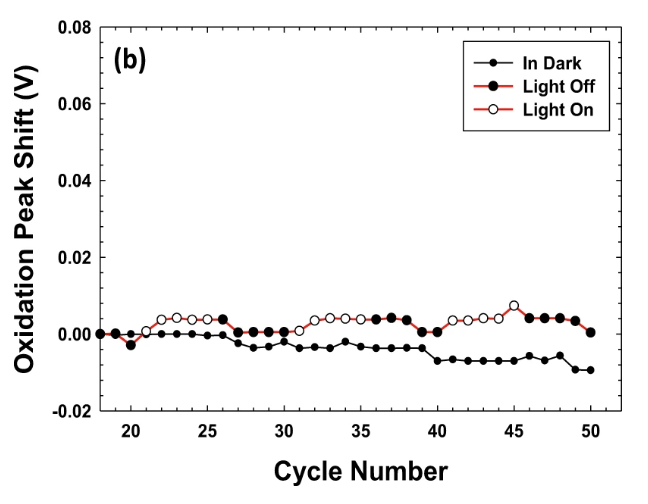 (b)
In Dark
Light Off
Light On
Oxidation Peak Shift (V)
0.08
0.06
0.04
0.02
0.00
-0.02
20 25 30 35 40 45 50
Cycle Number